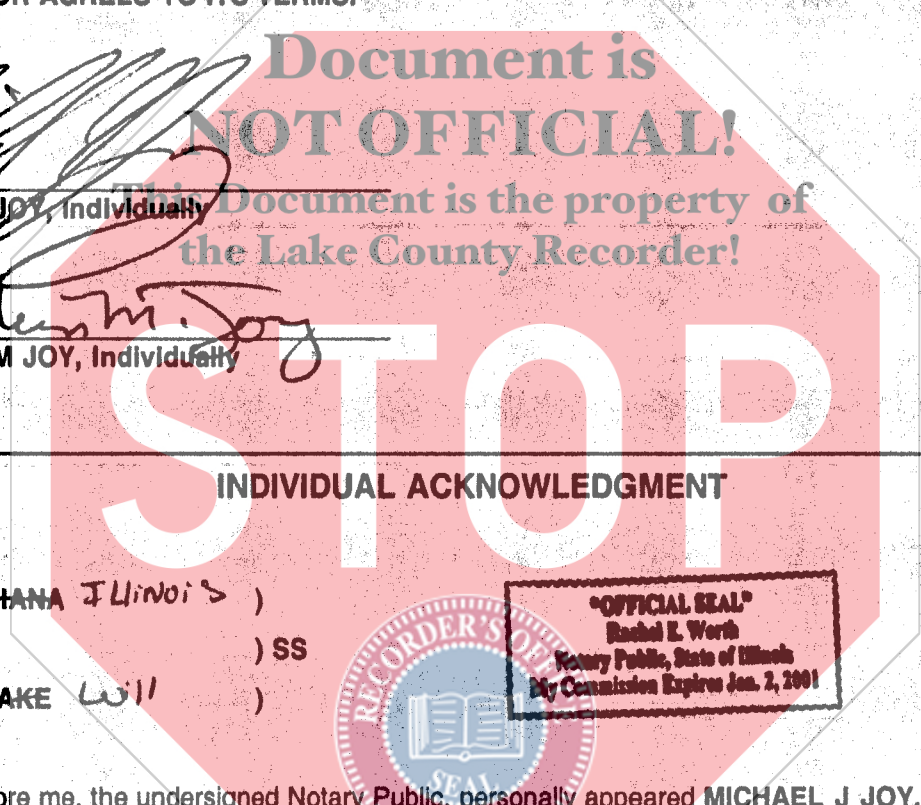 OR AGREES TO ITS TERMS.
Document is
NOT OFFICIAL!
This Document is the property of
JOY, Individually
the Lake County Recorder!
M. Joy
M JOY, Individually
STOP
INDIVIDUAL ACKNOWLEDGMENT
IANA Illinois )
) SS
AKE Will )
"OFFICIAL SEAL"
Rachel E. Worth
Notary Public, State of Illinois
My Commission Expires Jan. 2, 2001
RECORDER'S OFFICE
SEAL
ore me, the undersigned Notary Public, personally appeared MICHAEL J JOY,